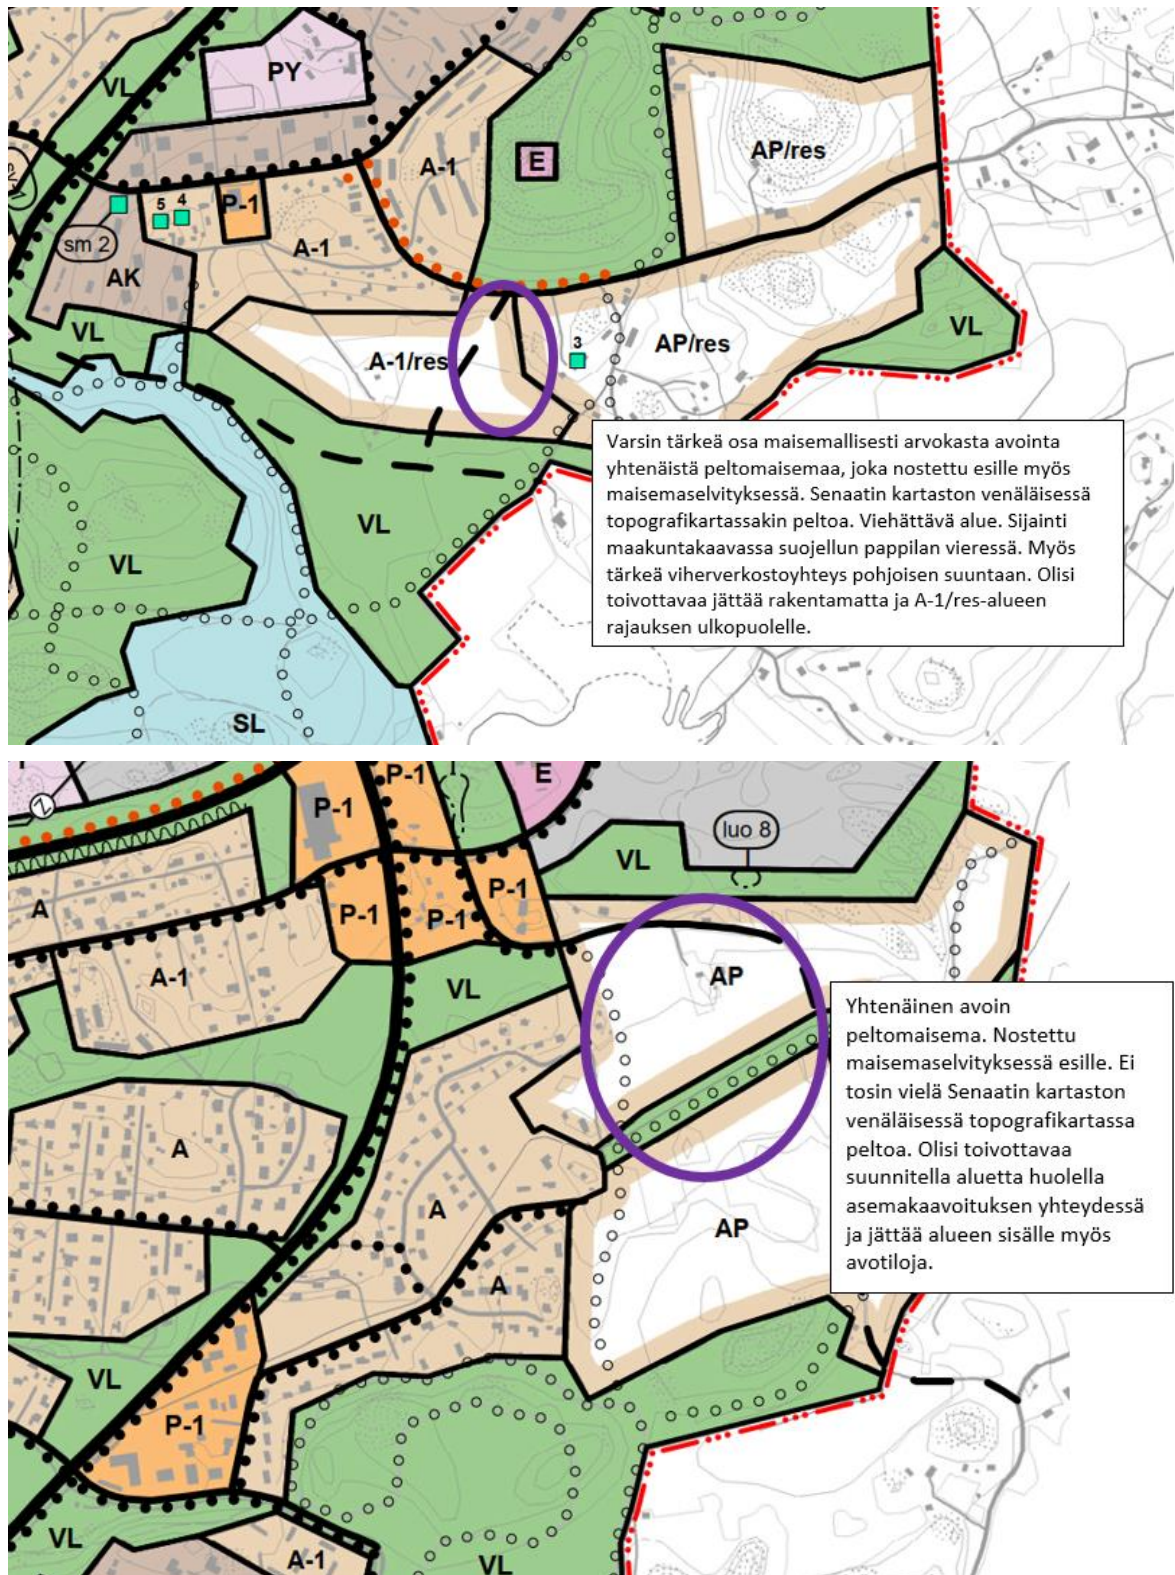 PY
VL
E
AP/res
A-1
5 4
P-1
sm 2
A-1
AK
VL
VL
3
A-1/res
AP/res
Varsin tärkeä osa maisemallisesti arvokasta avointa
yhtenäistä peltomaisemaa, joka nostettu esille myös
maisemaselvityksessä. Senaatin kartaston venäläisessä
topografikartassakin peltoa. Viehättävä alue. Sijainti
maakuntakaavassa suojellun pappilan vieressä. Myös
tärkeä viherverkostoyhteys pohjoisen suuntaan. Olisi
toivottavaa jättää rakentamatta ja A-1/res-alueen
rajauksen ulkopuolelle.
VL
VL
SL
P-1
E
P-1
luo 8
VL
P-1
A
P-1
P-1
A-1
VL
AP
Yhtenäinen avoin
peltomaisema. Nostettu
maisemaselvityksessä esille. Ei
tosin vielä Senaatin kartaston
venäläisessä topografikartassa
peltoa. Olisi toivottavaa
suunnitella aluetta huolella
asemakaavoituksen yhteydessä
ja jättää alueen sisälle myös
avotiloja.
A
A
AP
A
VL
P-1
VL
A-1
VL